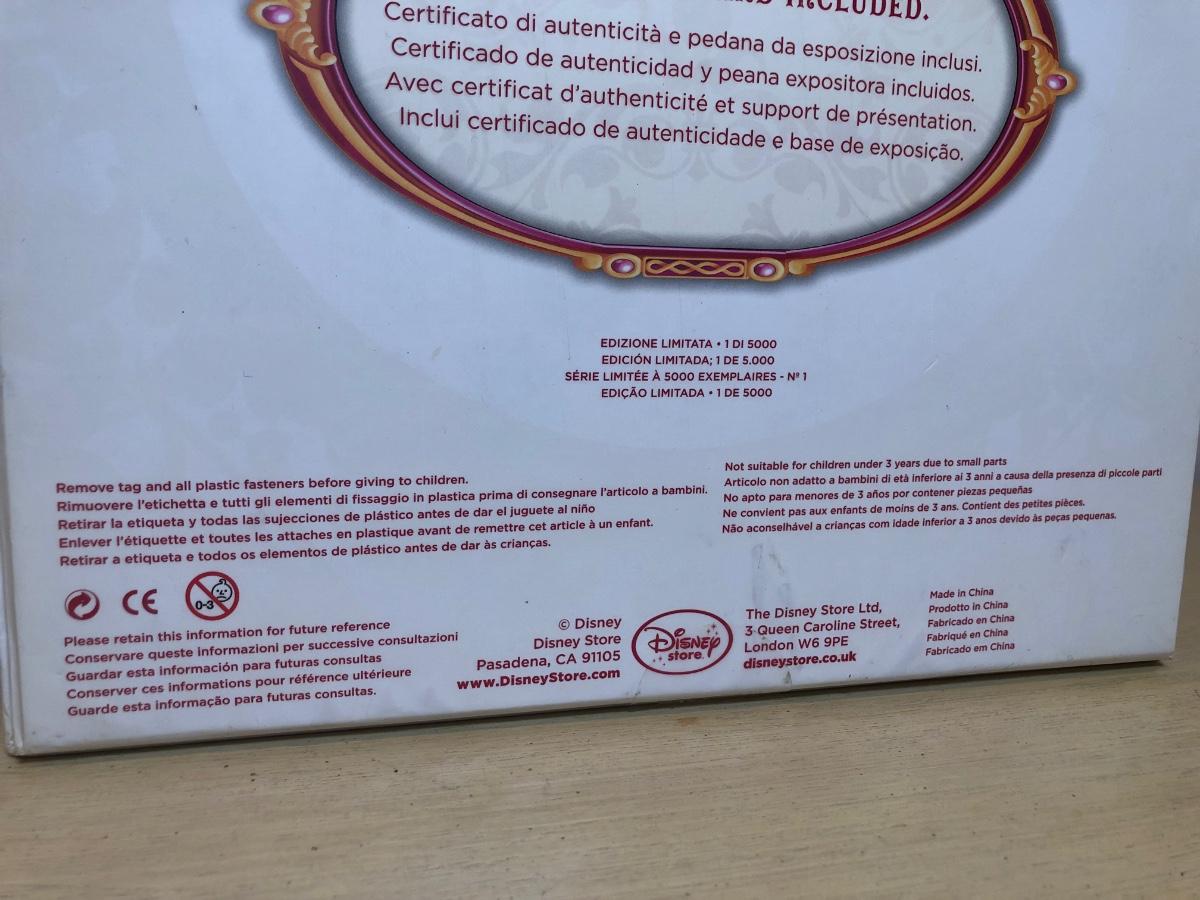 INCLUDED.
Certificato di autenticità e pedana da esposizione inclusi.
Certificado de autenticidad y peana expositora incluidos.
Avec certificat d'authenticité et support de présentation.
Inclui certificado de autenticidade e base de exposição.
EDIZIONE LIMITATA • 1 DI 5000
EDICIÓN LIMITADA; 1 DE 5.000
SÉRIE LIMITÉE À 5000 EXEMPLAIRES - Nº 1
EDIÇÃO LIMITADA • 1 DE 5000
Remove tag and all plastic fasteners before giving to children.
Rimuovere l'etichetta e tutti gli elementi di fissaggio in plastica prima di consegnare l'articolo a bambini.
Retirar la etiqueta y todas las sujecciones de plástico antes de dar el juguete al niño
Enlever l'étiquette et toutes les attaches en plastique avant de remettre cet article à un enfant.
Retirar a etiqueta e todos os elementos de plástico antes de dar às crianças.
Not suitable for children under 3 years due to small parts
Articolo non adatto a bambini di età inferiore ai 3 anni a causa della presenza di piccole parti
No apto para menores de 3 años por contener piezas pequeñas
Ne convient pas aux enfants de moins de 3 ans. Contient des petites pièces.
Não aconselhável a crianças com idade inferior a 3 anos devido às peças pequenas.
CE
0-3
Please retain this information for future reference
Conservare queste informazioni per successive consultazioni
Guardar esta información para futuras consultas
Conserver ces informations pour référence ultérieure
Guarde esta informação para futuras consultas.
© Disney
Disney Store
Pasadena, CA 91105
www.DisneyStore.com
Disney
store
The Disney Store Ltd,
3 Queen Caroline Street,
London W6 9PE
disneystore.co.uk
Made in China
Prodotto in China
Fabricado en China
Fabriqué en China
Fabricado em China